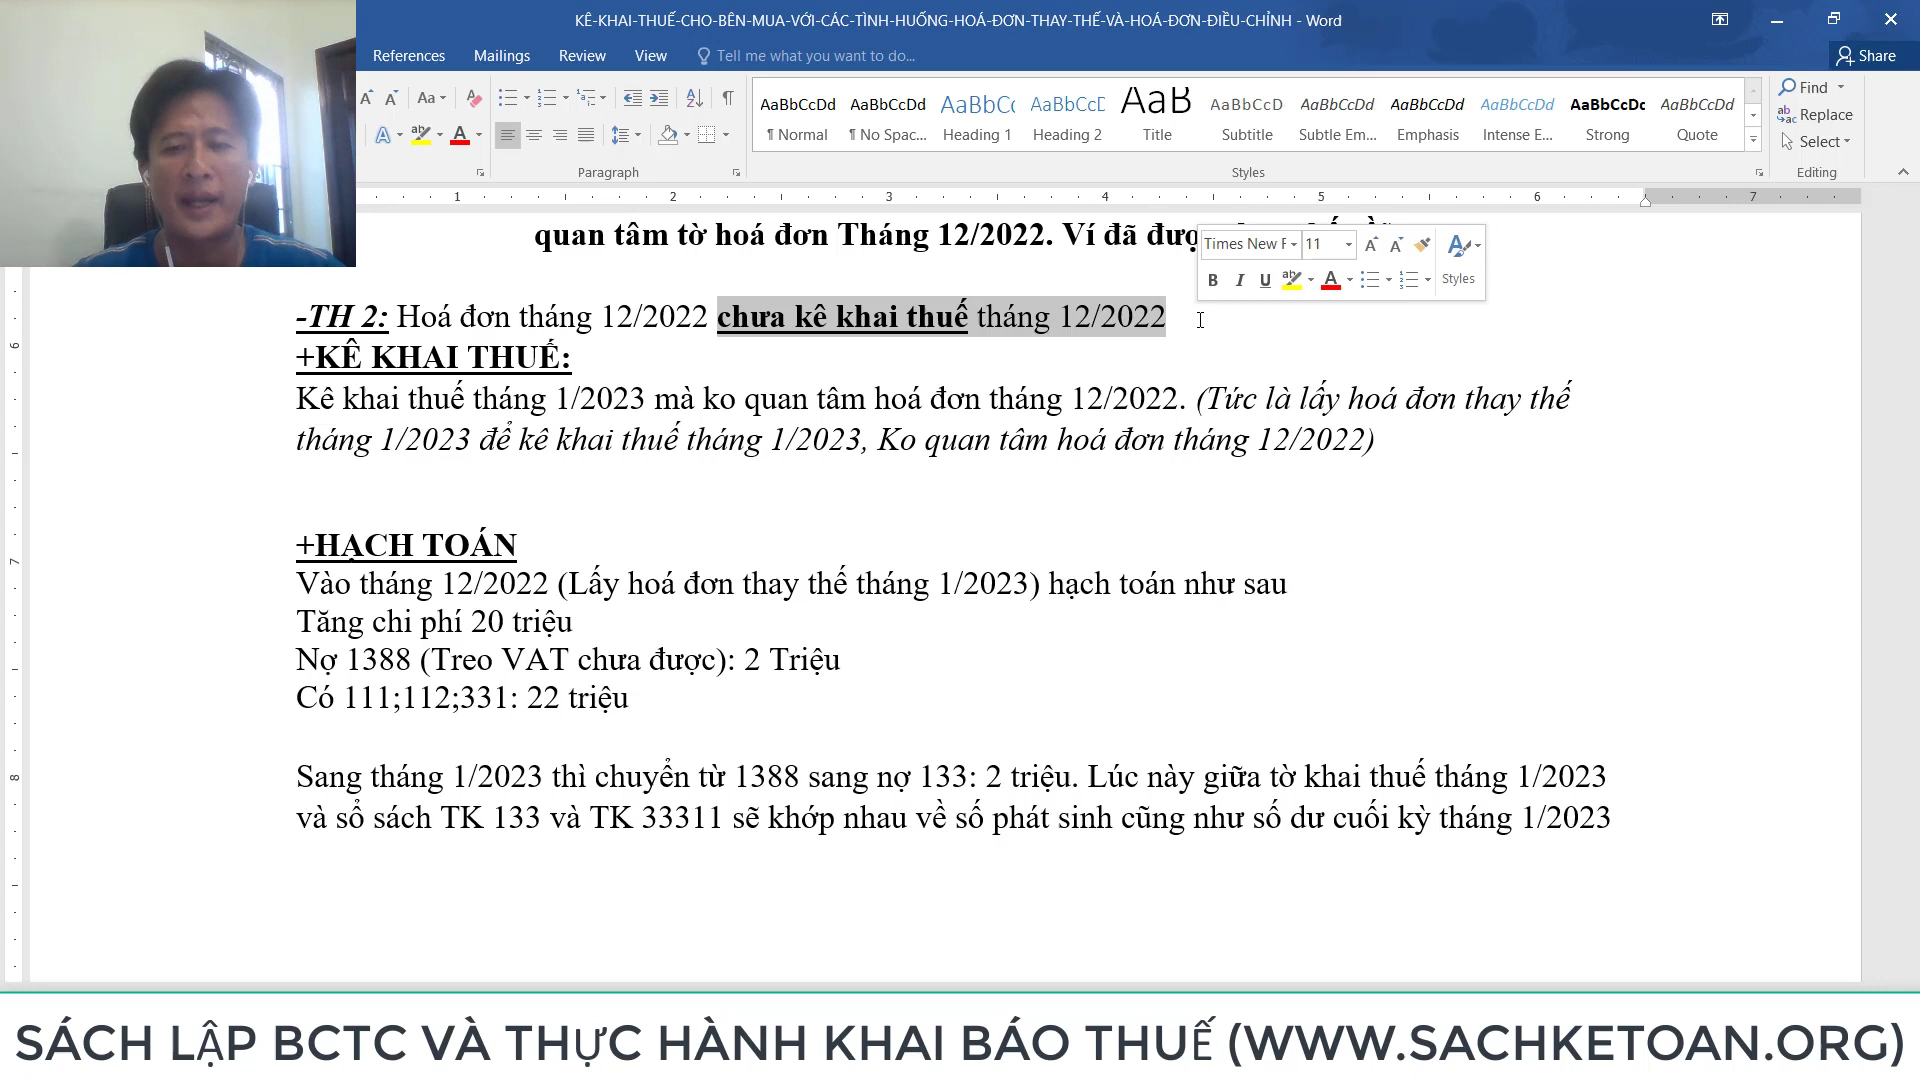 KÊ-KHAI-THUẾ-CHO-BÊN-MUA-VỚI-CÁC-TÌNH-HUỐNG-HOÁ-ĐƠN-THAY-THẾ-VÀ-HOÁ-ĐƠN-ĐIỀU-CHỈNH - Word
References Mailings Review View Tell me what you want to do... Share
AaBbCcDd AaBbCcDd AaBbCc AaBbCcD AaB AaBbCcD AaBbCcDd AaBbCcDd AaBbCcDd AaBbCcDc AaBbCcDd
¶ Normal ¶ No Spac... Heading 1 Heading 2 Title Subtitle Subtle Em... Emphasis Intense E... Strong Quote
Find
Replace
Select
Paragraph Styles Editing
1 2 3 4 5 6 7
quan tâm tờ hoá đơn Tháng 12/2022. Ví đã đượ
Times New F 11
B I U Styles
-TH 2: Hoá đơn tháng 12/2022 chưa kê khai thuế tháng 12/2022
+KÊ KHAI THUẾ:
Kê khai thuế tháng 1/2023 mà ko quan tâm hoá đơn tháng 12/2022. (Tức là lấy hoá đơn thay thế
tháng 1/2023 để kê khai thuế tháng 1/2023, Ko quan tâm hoá đơn tháng 12/2022)
+HẠCH TOÁN
Vào tháng 12/2022 (Lấy hoá đơn thay thế tháng 1/2023) hạch toán như sau
Tăng chi phí 20 triệu
Nợ 1388 (Treo VAT chưa được): 2 Triệu
Có 111;112;331: 22 triệu
Sang tháng 1/2023 thì chuyển từ 1388 sang nợ 133: 2 triệu. Lúc này giữa tờ khai thuế tháng 1/2023
và sổ sách TK 133 và TK 33311 sẽ khớp nhau về số phát sinh cũng như số dư cuối kỳ tháng 1/2023
6
7
8
SÁCH LẬP BCTC VÀ THỰC HÀNH KHAI BÁO THUẾ (WWW.SACHKETOAN.ORG)